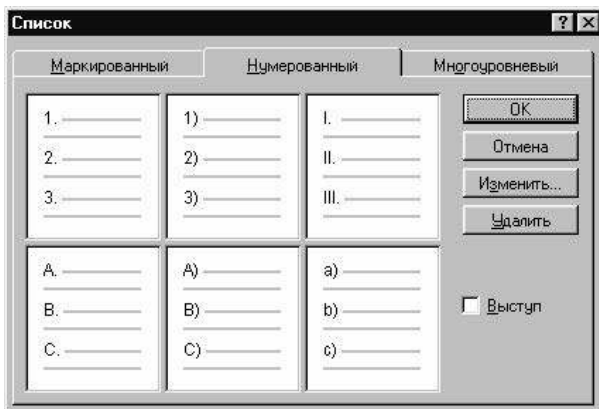 Список
Маркированный Нумерованный Многоуровневый
1. 1) I.
2. 2) II.
3. 3) III.
A. A) a)
B. B) b)
C. C) c)
OK
Отмена
Изменить...
Удалить
Выступ